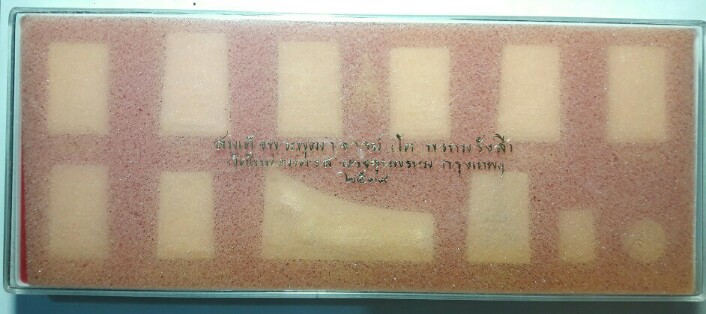 สมเด็จพระพุฒาจารย์ โต พรหมรังสี
วัดใหม่อมตรส บางขุนพรหม กรุงเทพฯ